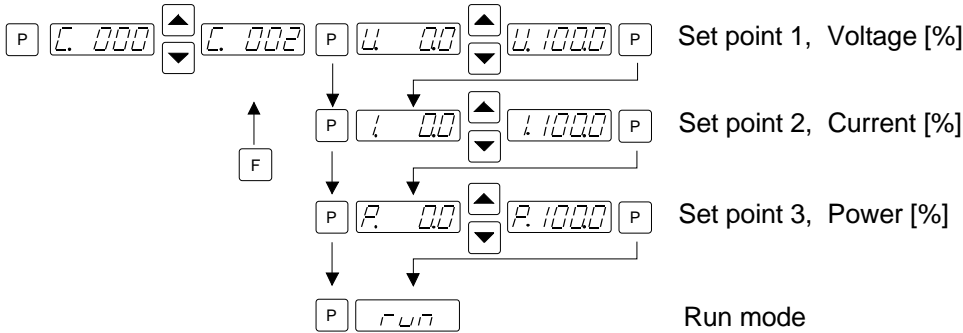 P C. 000 C. 002 P U. 0.0 U. 100.0 P Set point 1, Voltage [%]
P I. 0.0 I. 100.0 P Set point 2, Current [%]
F
P P. 0.0 P. 100.0 P Set point 3, Power [%]
P run Run mode